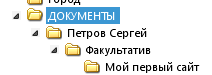 Город
ДОКУМЕНТЫ
Петров Сергей
Факультатив
Мой первый сайт